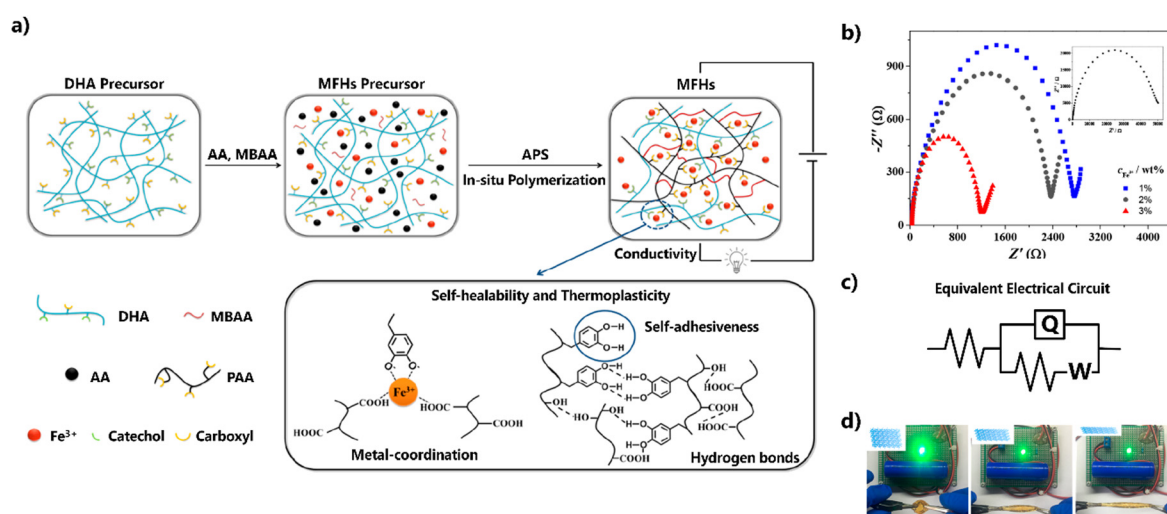 a)
DHA Precursor
MFHs Precursor
MFHs
AA, MBAA
APS
In-situ Polymerization
Conductivity
Self-healability and Thermoplasticity
Self-adhesiveness
O-H
O-H
Fe³⁺
COOH
HOOC
HOOC
COOH
Metal-coordination
Hydrogen bonds
DHA
MBAA
AA
PAA
Fe³⁺
Catechol
Carboxyl
b)
-Z'' (Ω)
900
600
300
0
0
800
1600
2400
3200
4000
Z' (Ω)
c Fe³⁺ / wt%
1%
2%
3%
c)
Equivalent Electrical Circuit
Q
W
d)